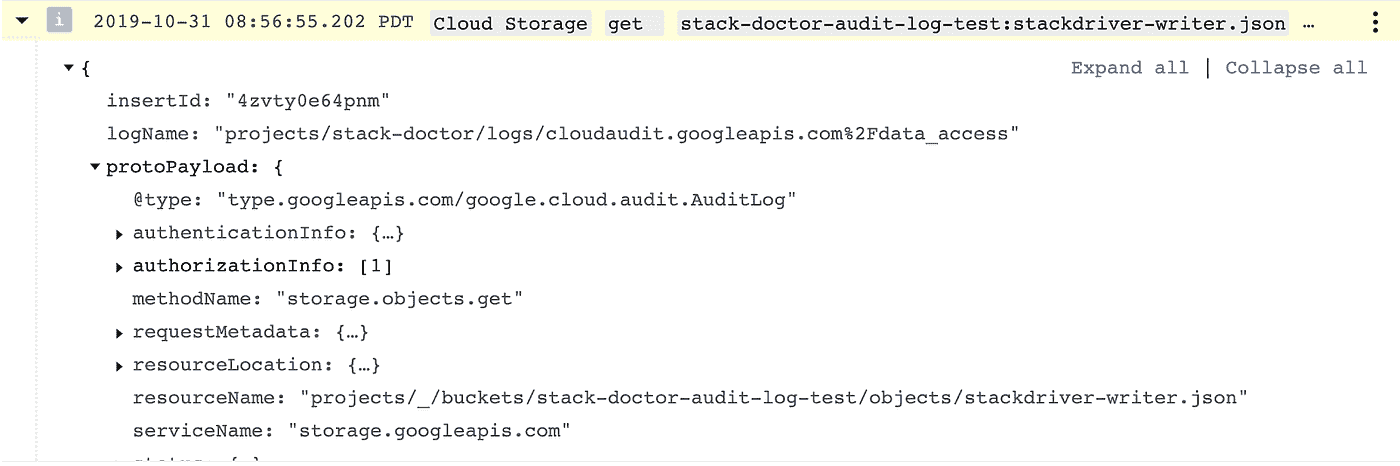 i 2019-10-31 08:56:55.202 PDT Cloud Storage get stack-doctor-audit-log-test:stackdriver-writer.json …
{ Expand all | Collapse all
insertId: "4zvty0e64pnm"
logName: "projects/stack-doctor/logs/cloudaudit.googleapis.com%2Fdata_access"
protoPayload: {
@type: "type.googleapis.com/google.cloud.audit.AuditLog"
authenticationInfo: {…}
authorizationInfo: [1]
methodName: "storage.objects.get"
requestMetadata: {…}
resourceLocation: {…}
resourceName: "projects/_/buckets/stack-doctor-audit-log-test/objects/stackdriver-writer.json"
serviceName: "storage.googleapis.com"